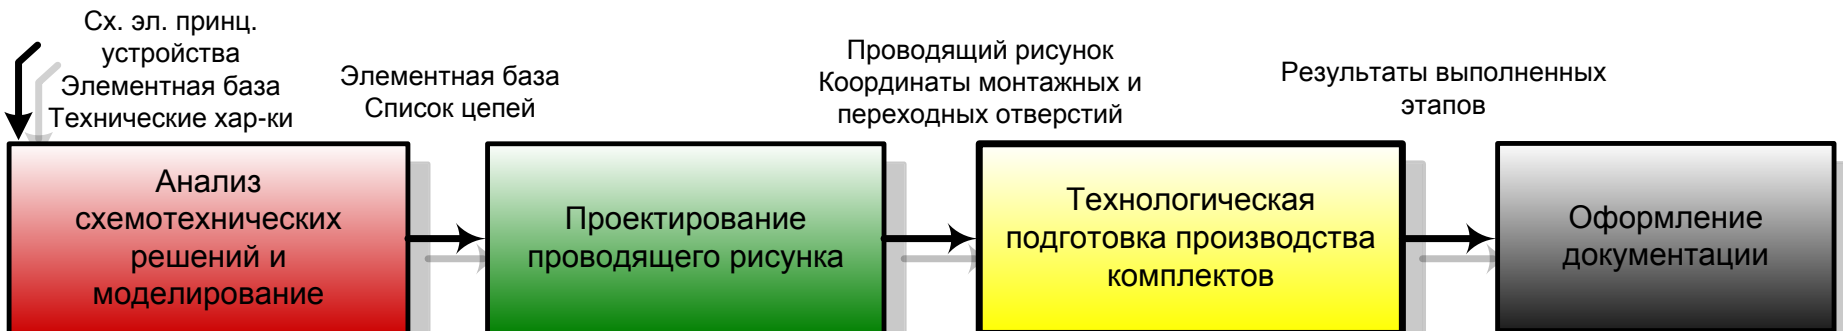 Сх. эл. принц.
устройства
Элементная база
Технические хар-ки
Элементная база
Список цепей
Проводящий рисунок
Координаты монтажных и
переходных отверстий
Результаты выполненных
этапов
Анализ
схемотехнических
решений и
моделирование
Проектирование
проводящего рисунка
Технологическая
подготовка производства
комплектов
Оформление
документации